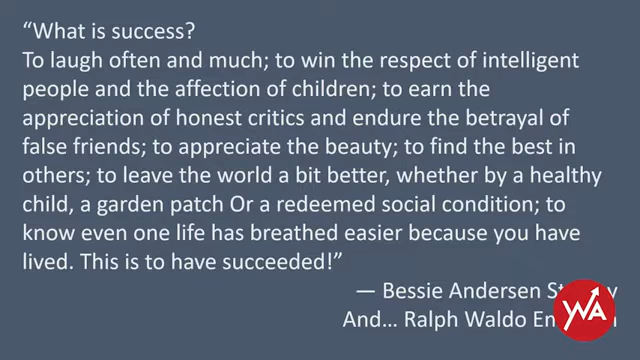 “What is success?
To laugh often and much; to win the respect of intelligent
people and the affection of children; to earn the
appreciation of honest critics and endure the betrayal of
false friends; to appreciate the beauty; to find the best in
others; to leave the world a bit better, whether by a healthy
child, a garden patch Or a redeemed social condition; to
know even one life has breathed easier because you have
lived. This is to have succeeded!”
— Bessie Andersen
And... Ralph Waldo